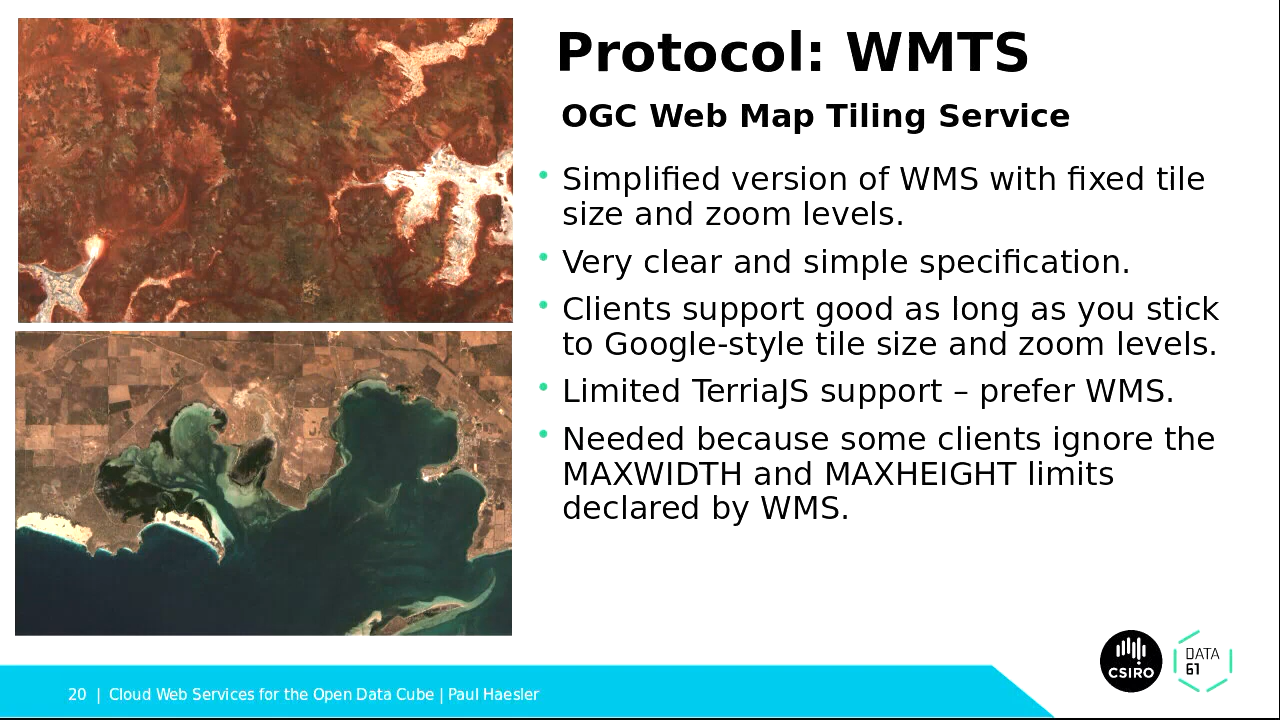 Protocol: WMTS
OGC Web Map Tiling Service
• Simplified version of WMS with fixed tile
size and zoom levels.
• Very clear and simple specification.
• Clients support good as long as you stick
to Google-style tile size and zoom levels.
• Limited TerriaJS support – prefer WMS.
• Needed because some clients ignore the
MAXWIDTH and MAXHEIGHT limits
declared by WMS.
CSIRO
DATA
61
20 | Cloud Web Services for the Open Data Cube | Paul Haesler